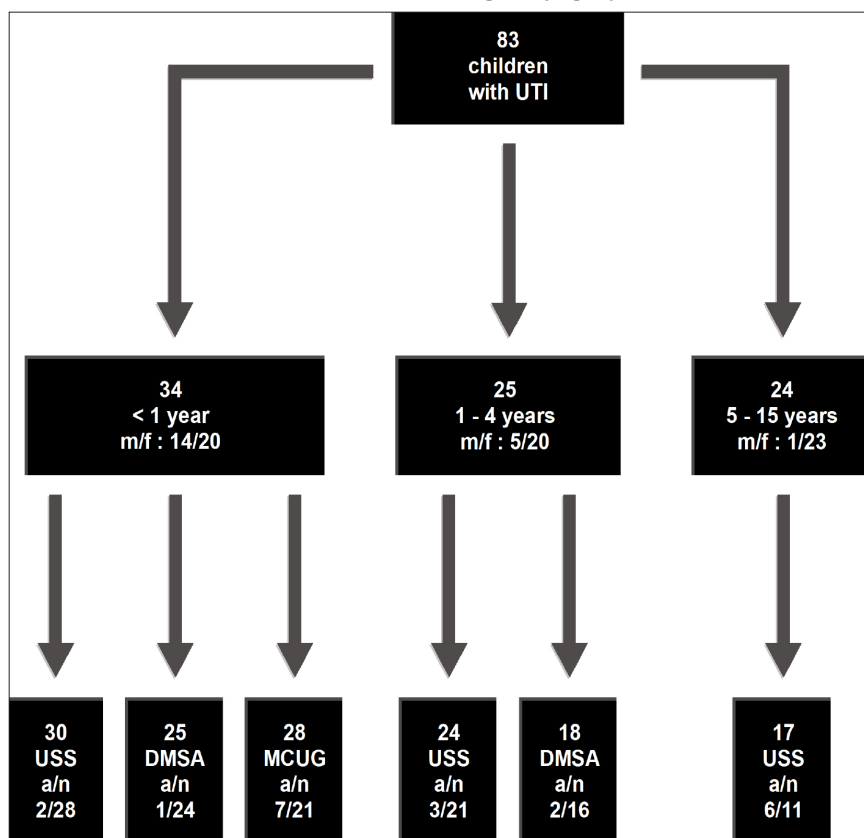 83
children
with UTI
34
< 1 year
m/f : 14/20
25
1 - 4 years
m/f : 5/20
24
5 - 15 years
m/f : 1/23
30
USS
a/n
2/28
25
DMSA
a/n
1/24
28
MCUG
a/n
7/21
24
USS
a/n
3/21
18
DMSA
a/n
2/16
17
USS
a/n
6/11